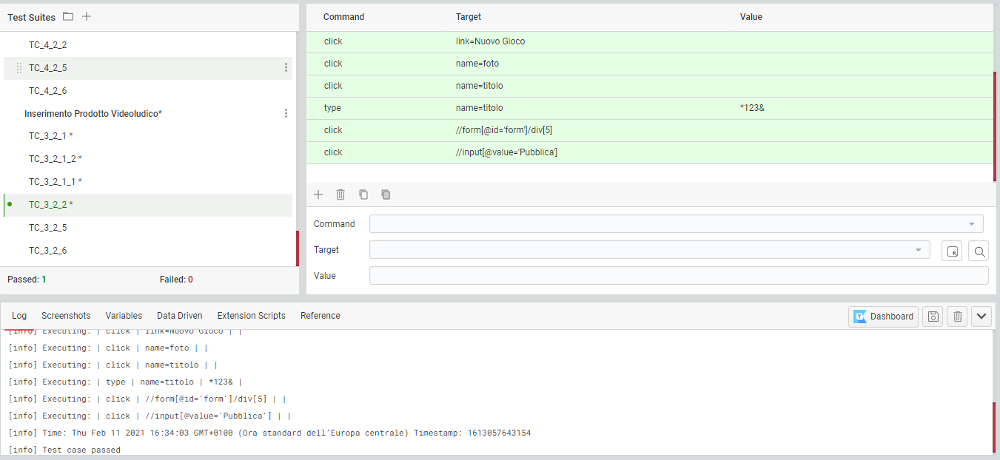 Test Suites
TC_4_2_2
TC_4_2_5
TC_4_2_6
Inserimento Prodotto Videoludico*
TC_3_2_1 *
TC_3_2_1_2 *
TC_3_2_1_1 *
TC_3_2_2 *
TC_3_2_5
TC_3_2_6
Passed: 1 Failed: 0
Command Target Value
click link=Nuovo Gioco
click name=foto
click name=titolo
type name=titolo *123&
click //form[@id='form']/div[5]
click //input[@value='Pubblica']
Command
Target
Value
Log Screenshots Variables Data Driven Extension Scripts Reference Dashboard
[info] Executing: | click | link=Nuovo Gioco | |
[info] Executing: | click | name=foto | |
[info] Executing: | click | name=titolo | |
[info] Executing: | type | name=titolo | *123& |
[info] Executing: | click | //form[@id='form']/div[5] | |
[info] Executing: | click | //input[@value='Pubblica'] | |
[info] Time: Thu Feb 11 2021 16:34:03 GMT+0100 (Ora standard dell'Europa centrale) Timestamp: 1613057643154
[info] Test case passed